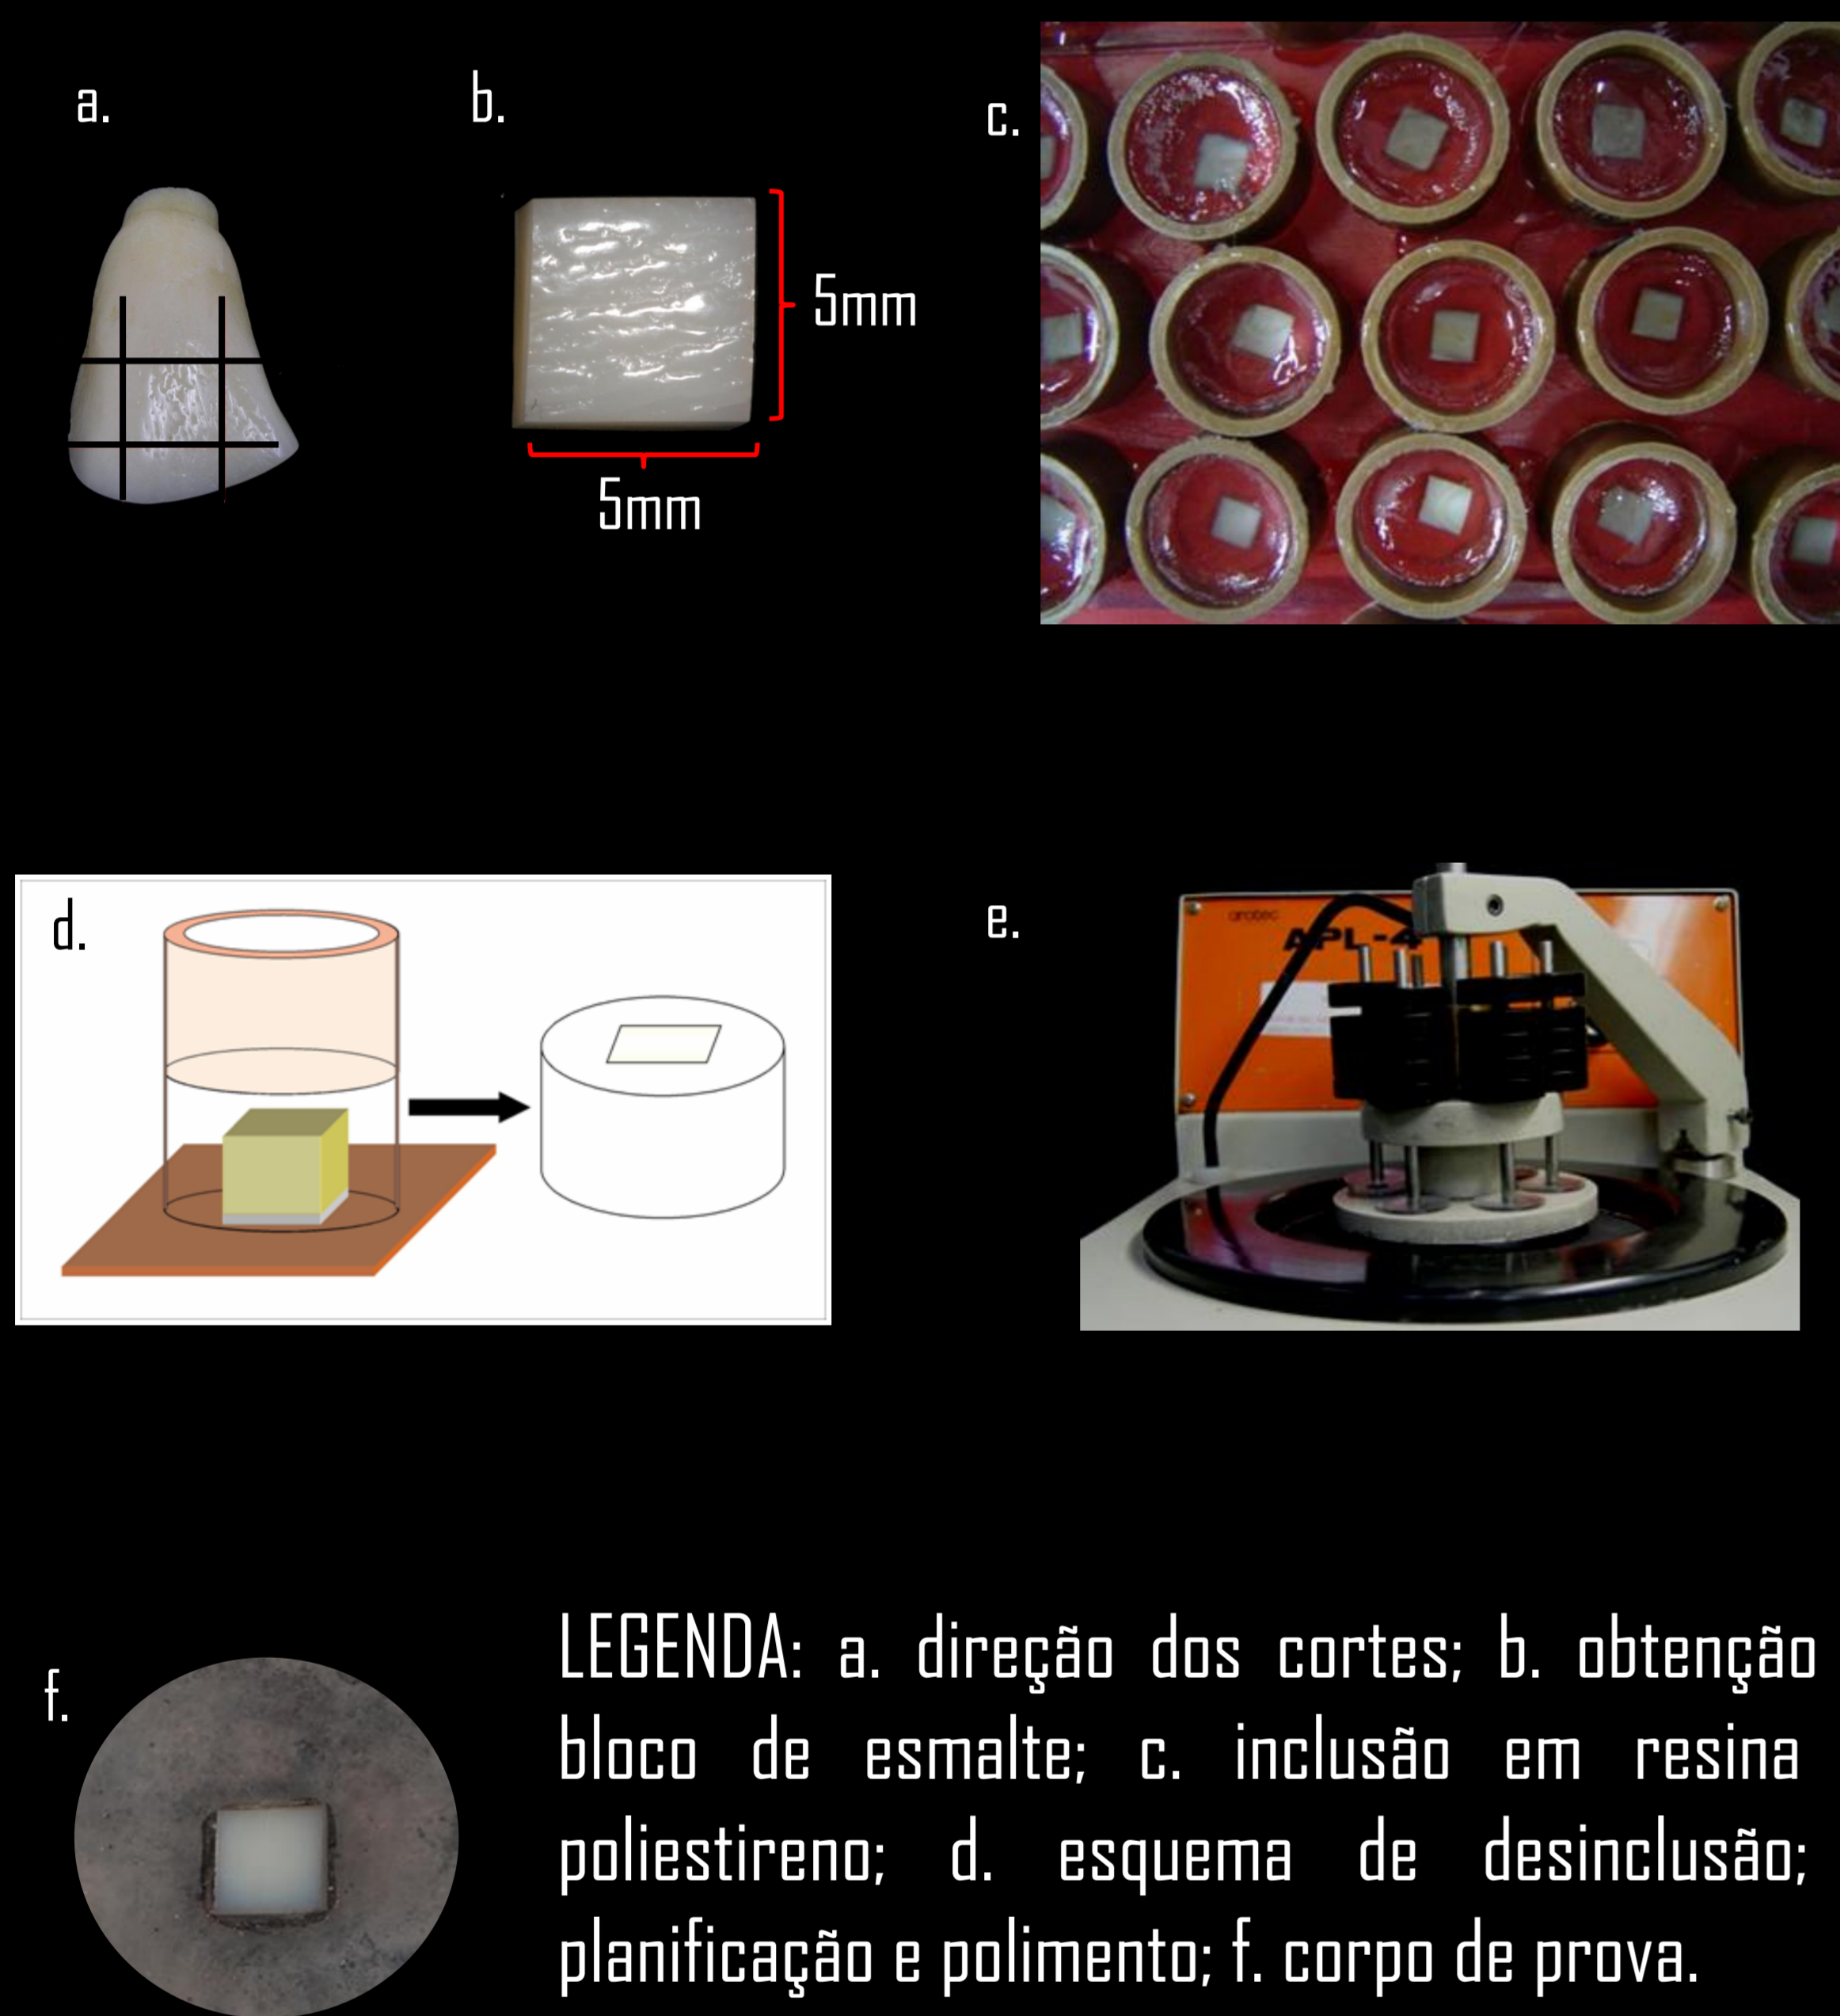 a.
b.
c.
5mm
5mm
d.
e.
arotec
APL-4
f.
LEGENDA: a. direção dos cortes; b. obtenção
bloco de esmalte; c. inclusão em resina
poliestireno; d. esquema de desinclusão;
planificação e polimento; f. corpo de prova.